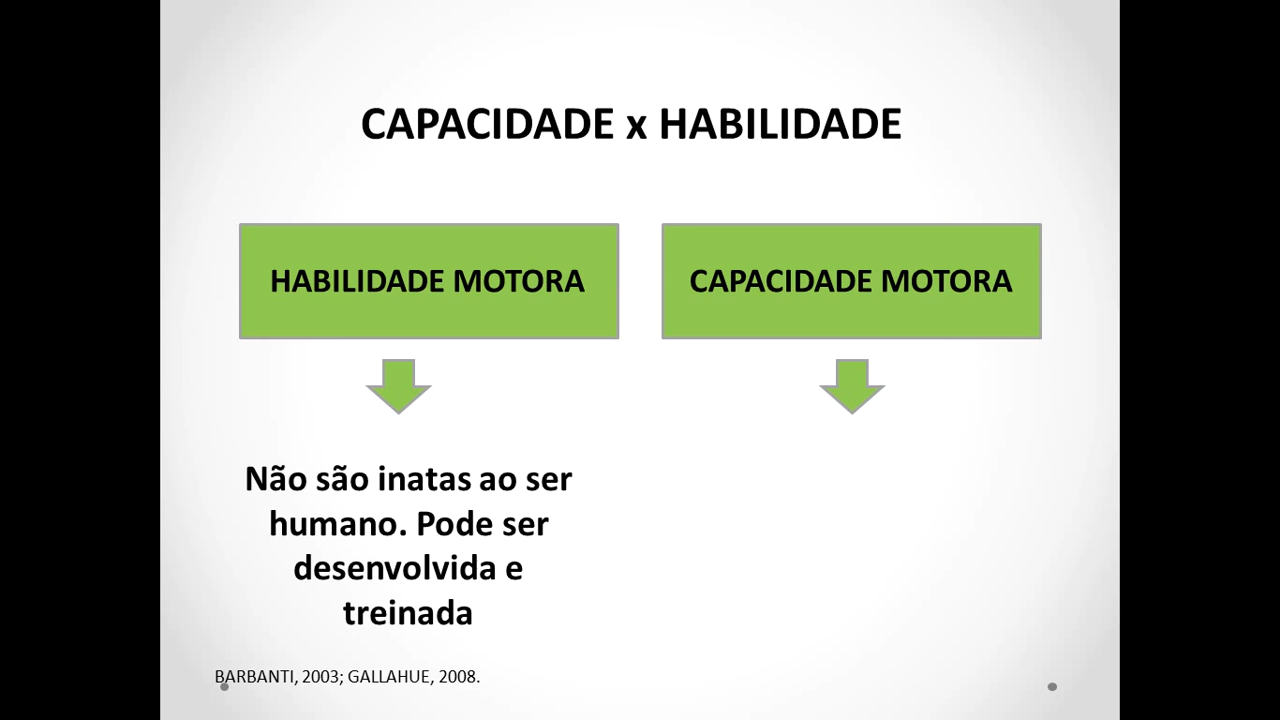 CAPACIDADE x HABILIDADE
HABILIDADE MOTORA
CAPACIDADE MOTORA
Não são inatas ao ser
humano. Pode ser
desenvolvida e
treinada
BARBANTI, 2003; GALLAHUE, 2008.